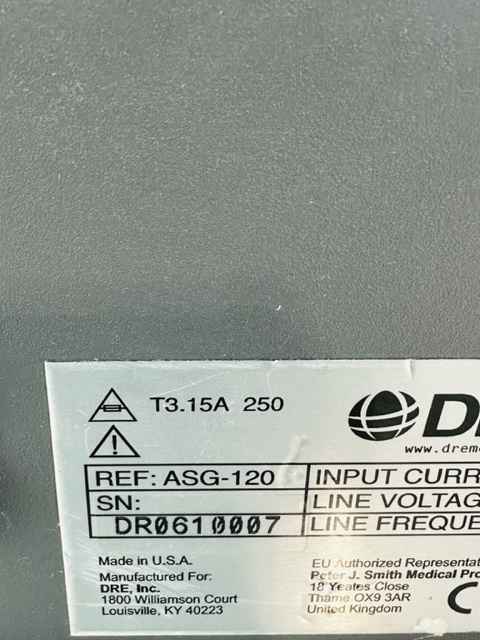 T3.15A 250
www.dreme
REF: ASG-120 INPUT CURR
SN: LINE VOLTAG
DR0610007 LINE FREQUE
Made in U.S.A.
Manufactured For:
DRE, Inc.
1800 Williamson Court
Louisville, KY 40223
EU Authorized Representa
Peter J. Smith Medical Pro
18 Yeates Close
Thame OX9 3AR
United Kingdom